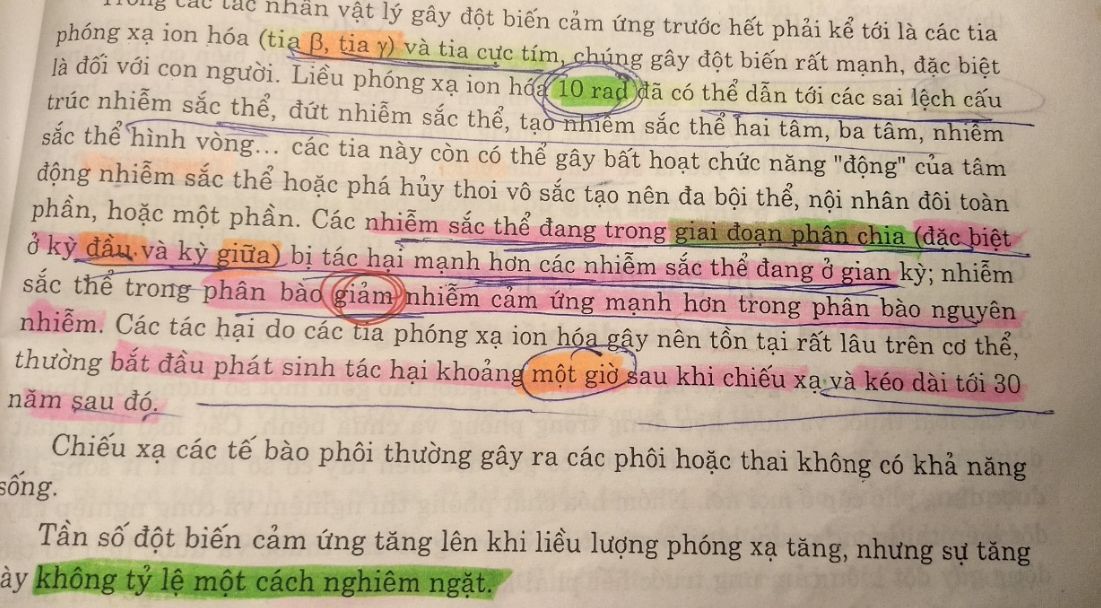 Trong các tác nhân vật lý gây đột biến cảm ứng trước hết phải kể tới là các tia
phóng xạ ion hóa (tia β, tia γ) và tia cực tím, chúng gây đột biến rất mạnh, đặc biệt
là đối với con người. Liều phóng xạ ion hóa 10 rad đã có thể dẫn tới các sai lệch cấu
trúc nhiễm sắc thể, đứt nhiễm sắc thể, tạo nhiễm sắc thể hai tâm, ba tâm, nhiễm
sắc thể hình vòng... các tia này còn có thể gây bất hoạt chức năng "động" của tâm
động nhiễm sắc thể hoặc phá hủy thoi vô sắc tạo nên đa bội thể, nội nhân đôi toàn
phần, hoặc một phần. Các nhiễm sắc thể đang trong giai đoạn phân chia (đặc biệt
ở kỳ đầu và kỳ giữa) bị tác hại mạnh hơn các nhiễm sắc thể đang ở gian kỳ; nhiễm
sắc thể trong phân bào giảm nhiễm cảm ứng mạnh hơn trong phân bào nguyên
nhiễm. Các tác hại do các tia phóng xạ ion hóa gây nên tồn tại rất lâu trên cơ thể,
thường bắt đầu phát sinh tác hại khoảng một giờ sau khi chiếu xạ và kéo dài tới 30
năm sau đó.
Chiếu xạ các tế bào phôi thường gây ra các phôi hoặc thai không có khả năng
sống.
Tần số đột biến cảm ứng tăng lên khi liều lượng phóng xạ tăng, nhưng sự tăng
ày không tỷ lệ một cách nghiêm ngặt.